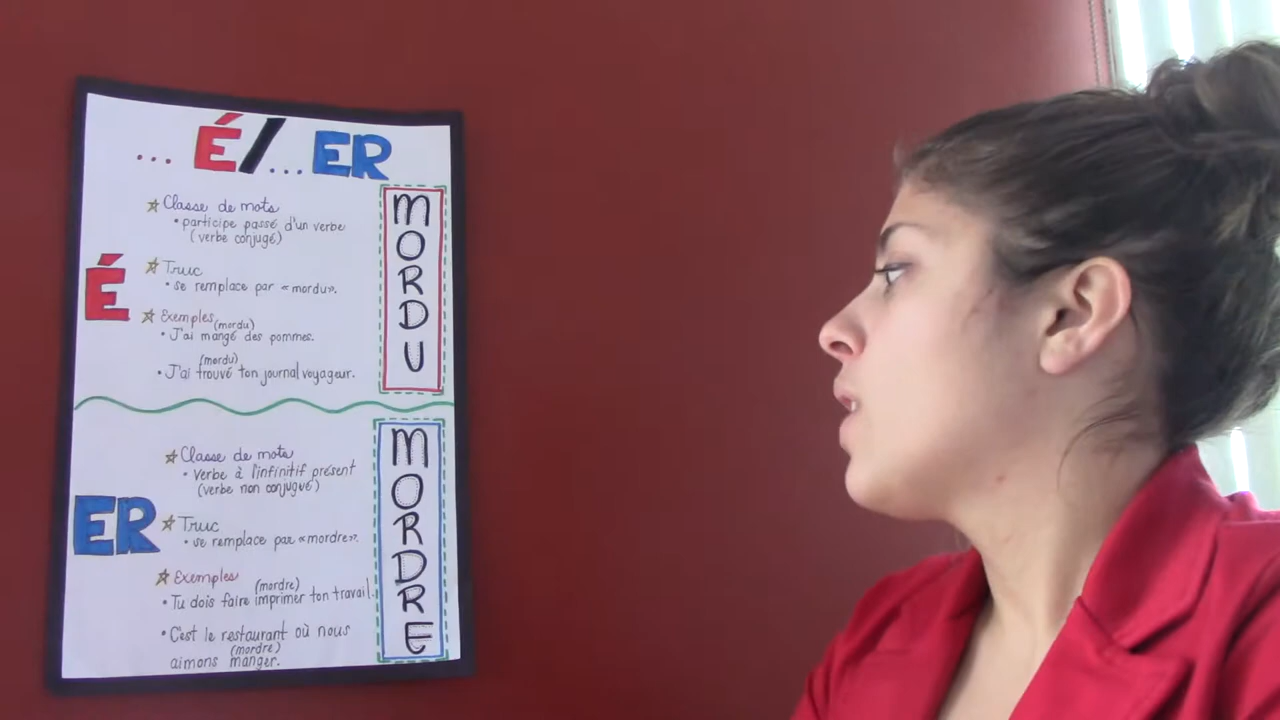 ... É/... ER
Classe de mots
• participe passé d'un verbe
(verbe conjugé)
É
Truc
• se remplace par «mordu».
Exemples
(mordu)
• J'ai mangé des pommes.
(mordu)
• J'ai trouvé ton journal voyageur.
MORDU
Classe de mots
• verbe à l'infinitif présent
(verbe non conjugué)
ER
Truc
• se remplace par «mordre».
Exemples
(mordre)
• Tu dois faire imprimer ton travail.
• C'est le restaurant où nous
(mordre)
aimons manger.
MORDRE